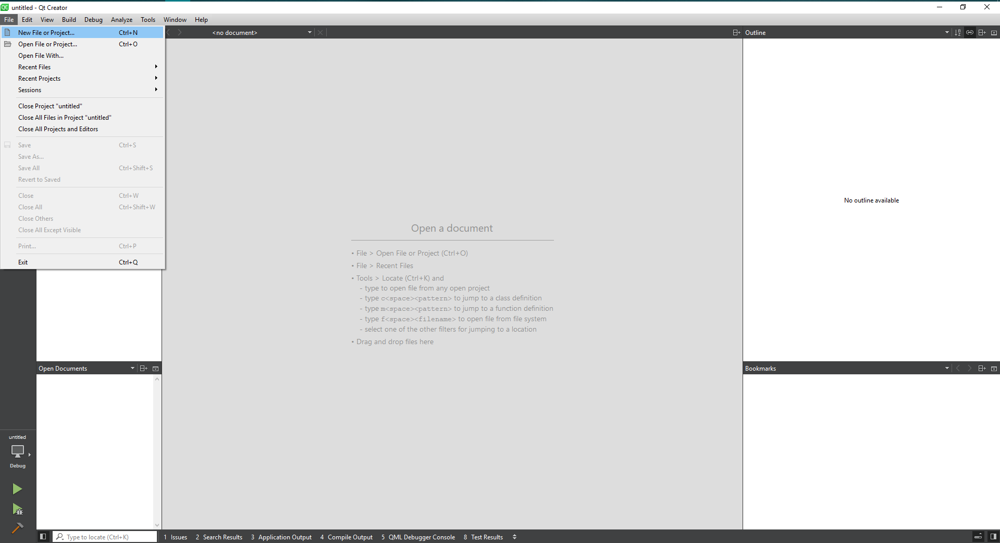 QC untitled - Qt Creator
File Edit View Build Debug Analyze Tools Window Help
New File or Project... Ctrl+N
Open File or Project... Ctrl+O
Open File With...
Recent Files
Recent Projects
Sessions
Close Project "untitled"
Close All Files in Project "untitled"
Close All Projects and Editors
Save Ctrl+S
Save As...
Save All Ctrl+Shift+S
Revert to Saved
Close Ctrl+W
Close All Ctrl+Shift+W
Close Others
Close All Except Visible
Print... Ctrl+P
Exit Ctrl+Q
<no document>
Open a document
• File > Open File or Project (Ctrl+O)
• File > Recent Files
• Tools > Locate (Ctrl+K) and
- type to open file from any open project
- type c<space><pattern> to jump to a class definition
- type m<space><pattern> to jump to a function definition
- type f<space><filename> to open file from file system
- select one of the other filters for jumping to a location
• Drag and drop files here
Outline
No outline available
Open Documents
Bookmarks
untitled
Debug
Type to locate (Ctrl+K)
1 Issues 2 Search Results 3 Application Output 4 Compile Output 5 QML Debugger Console 8 Test Results